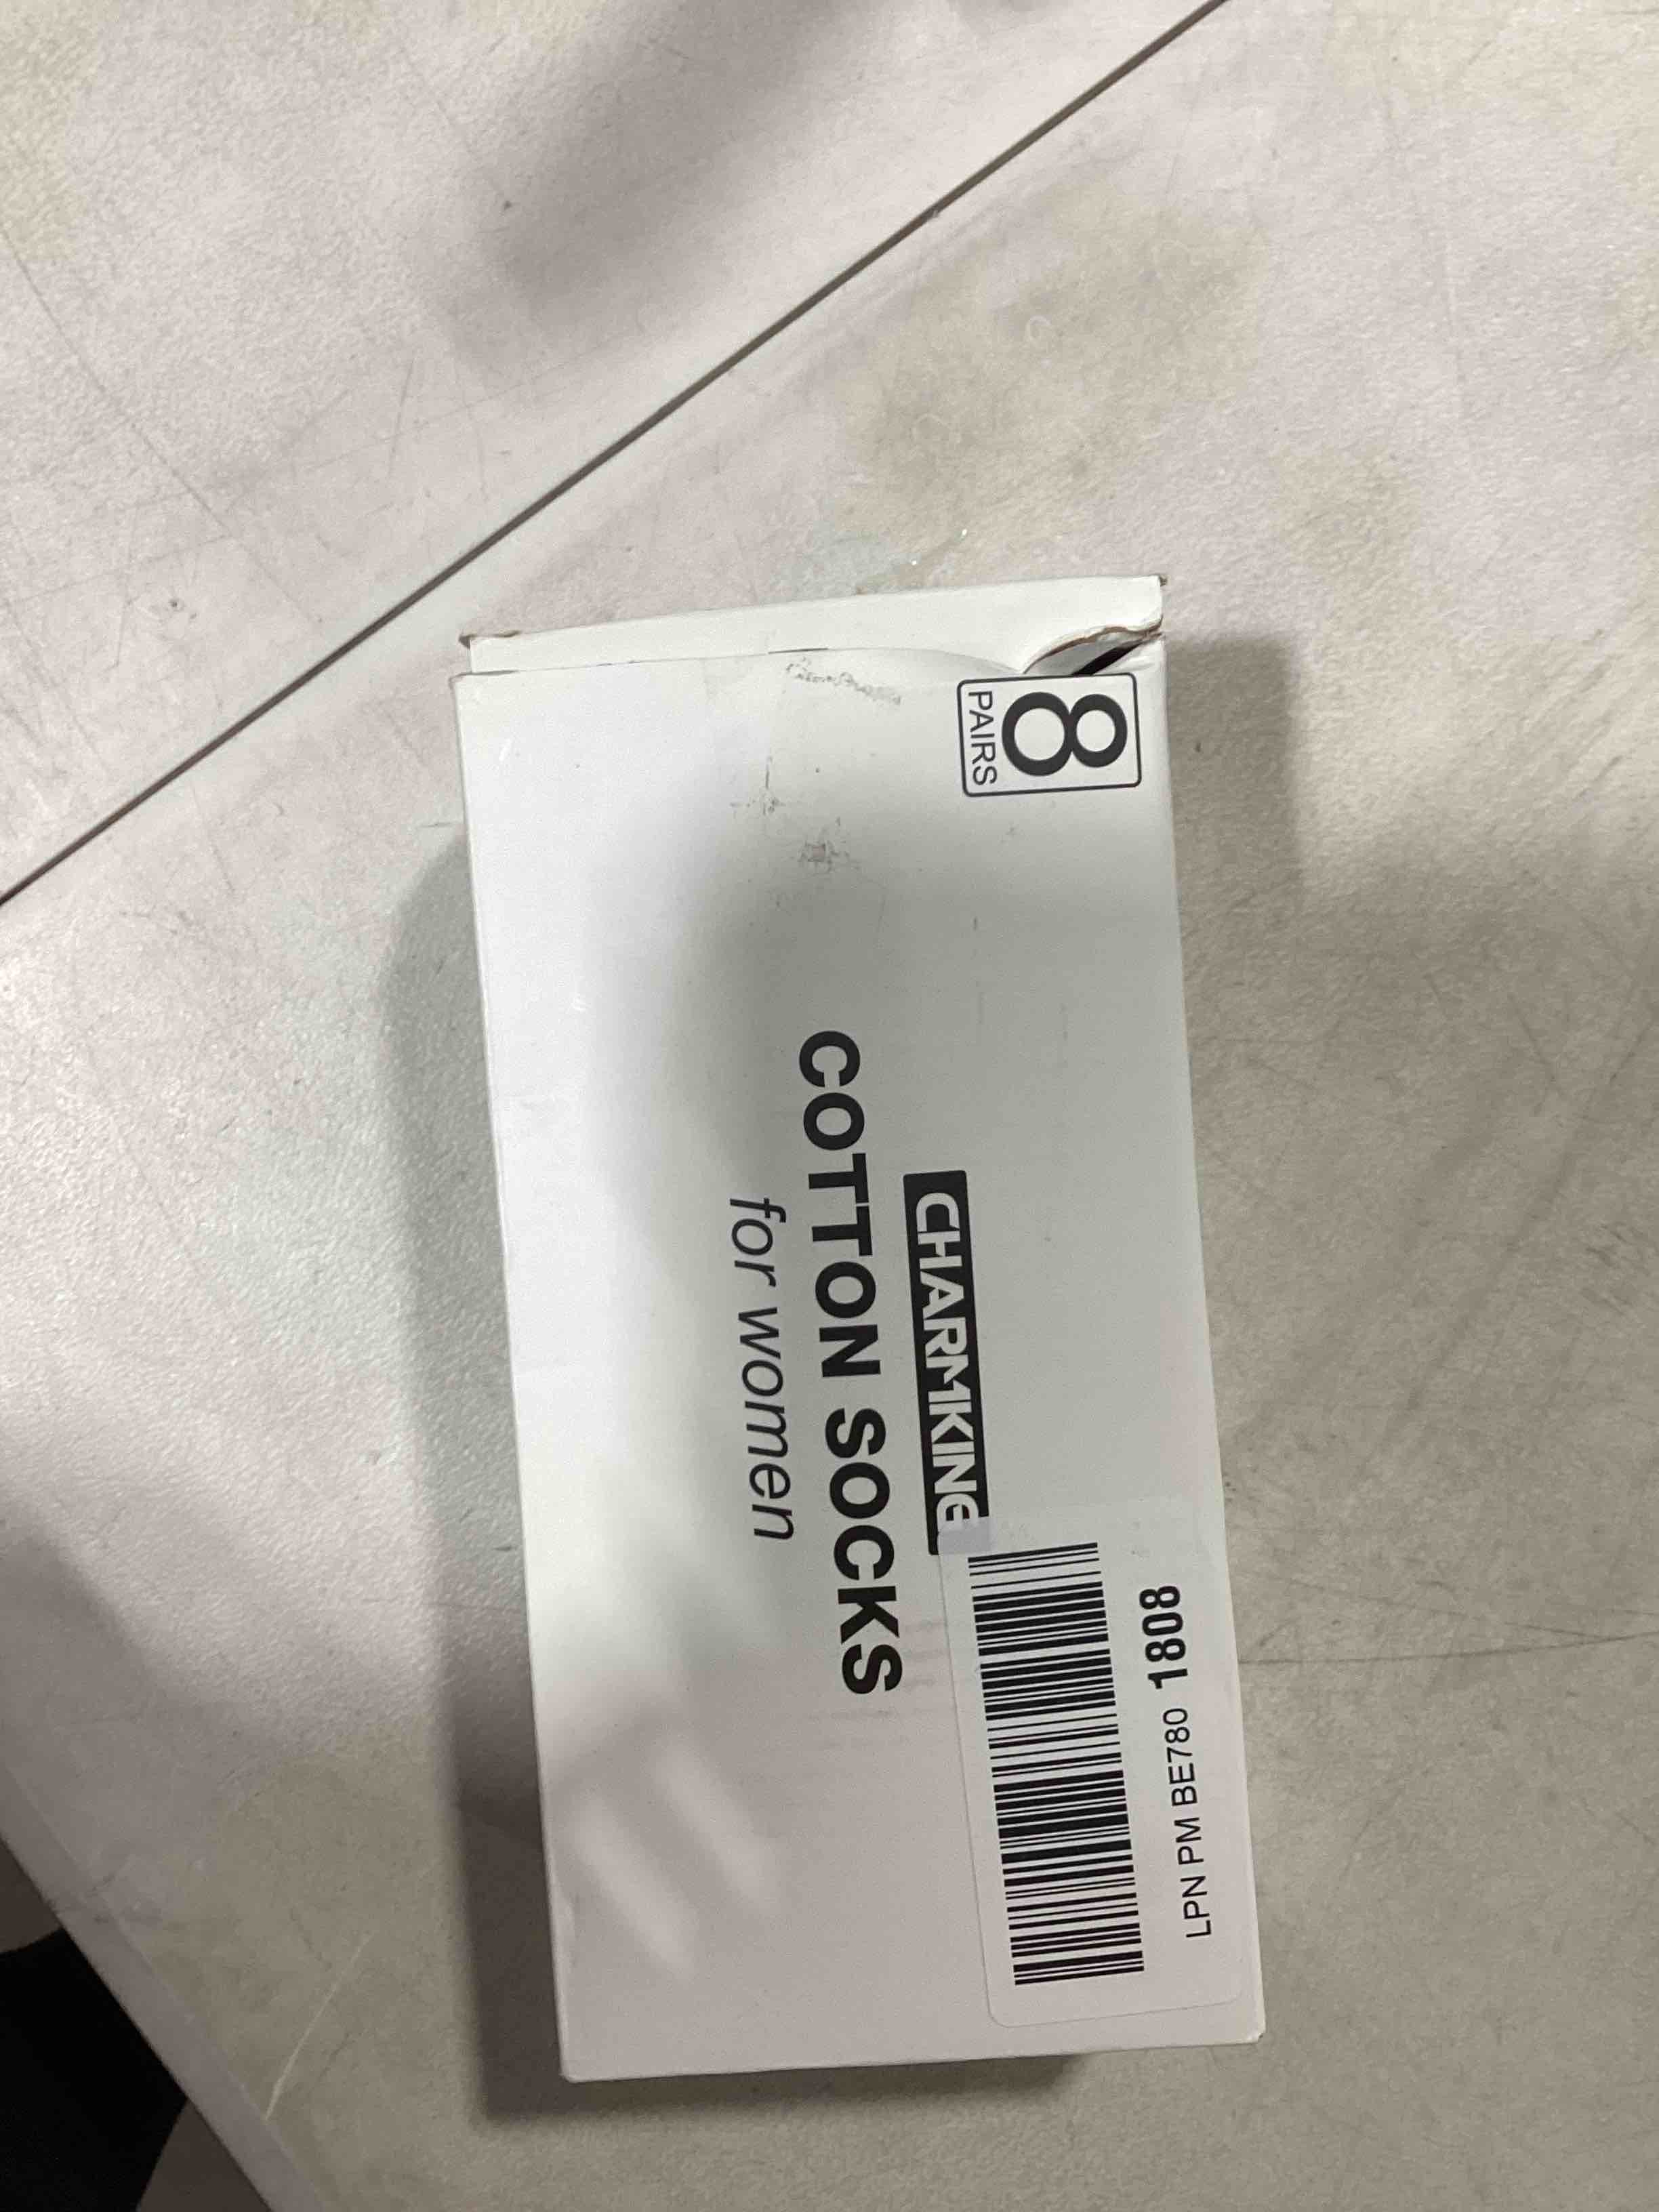 8
PAIRS
CHARMKING
COTTON SOCKS
for women
LPN PM BE780 1808